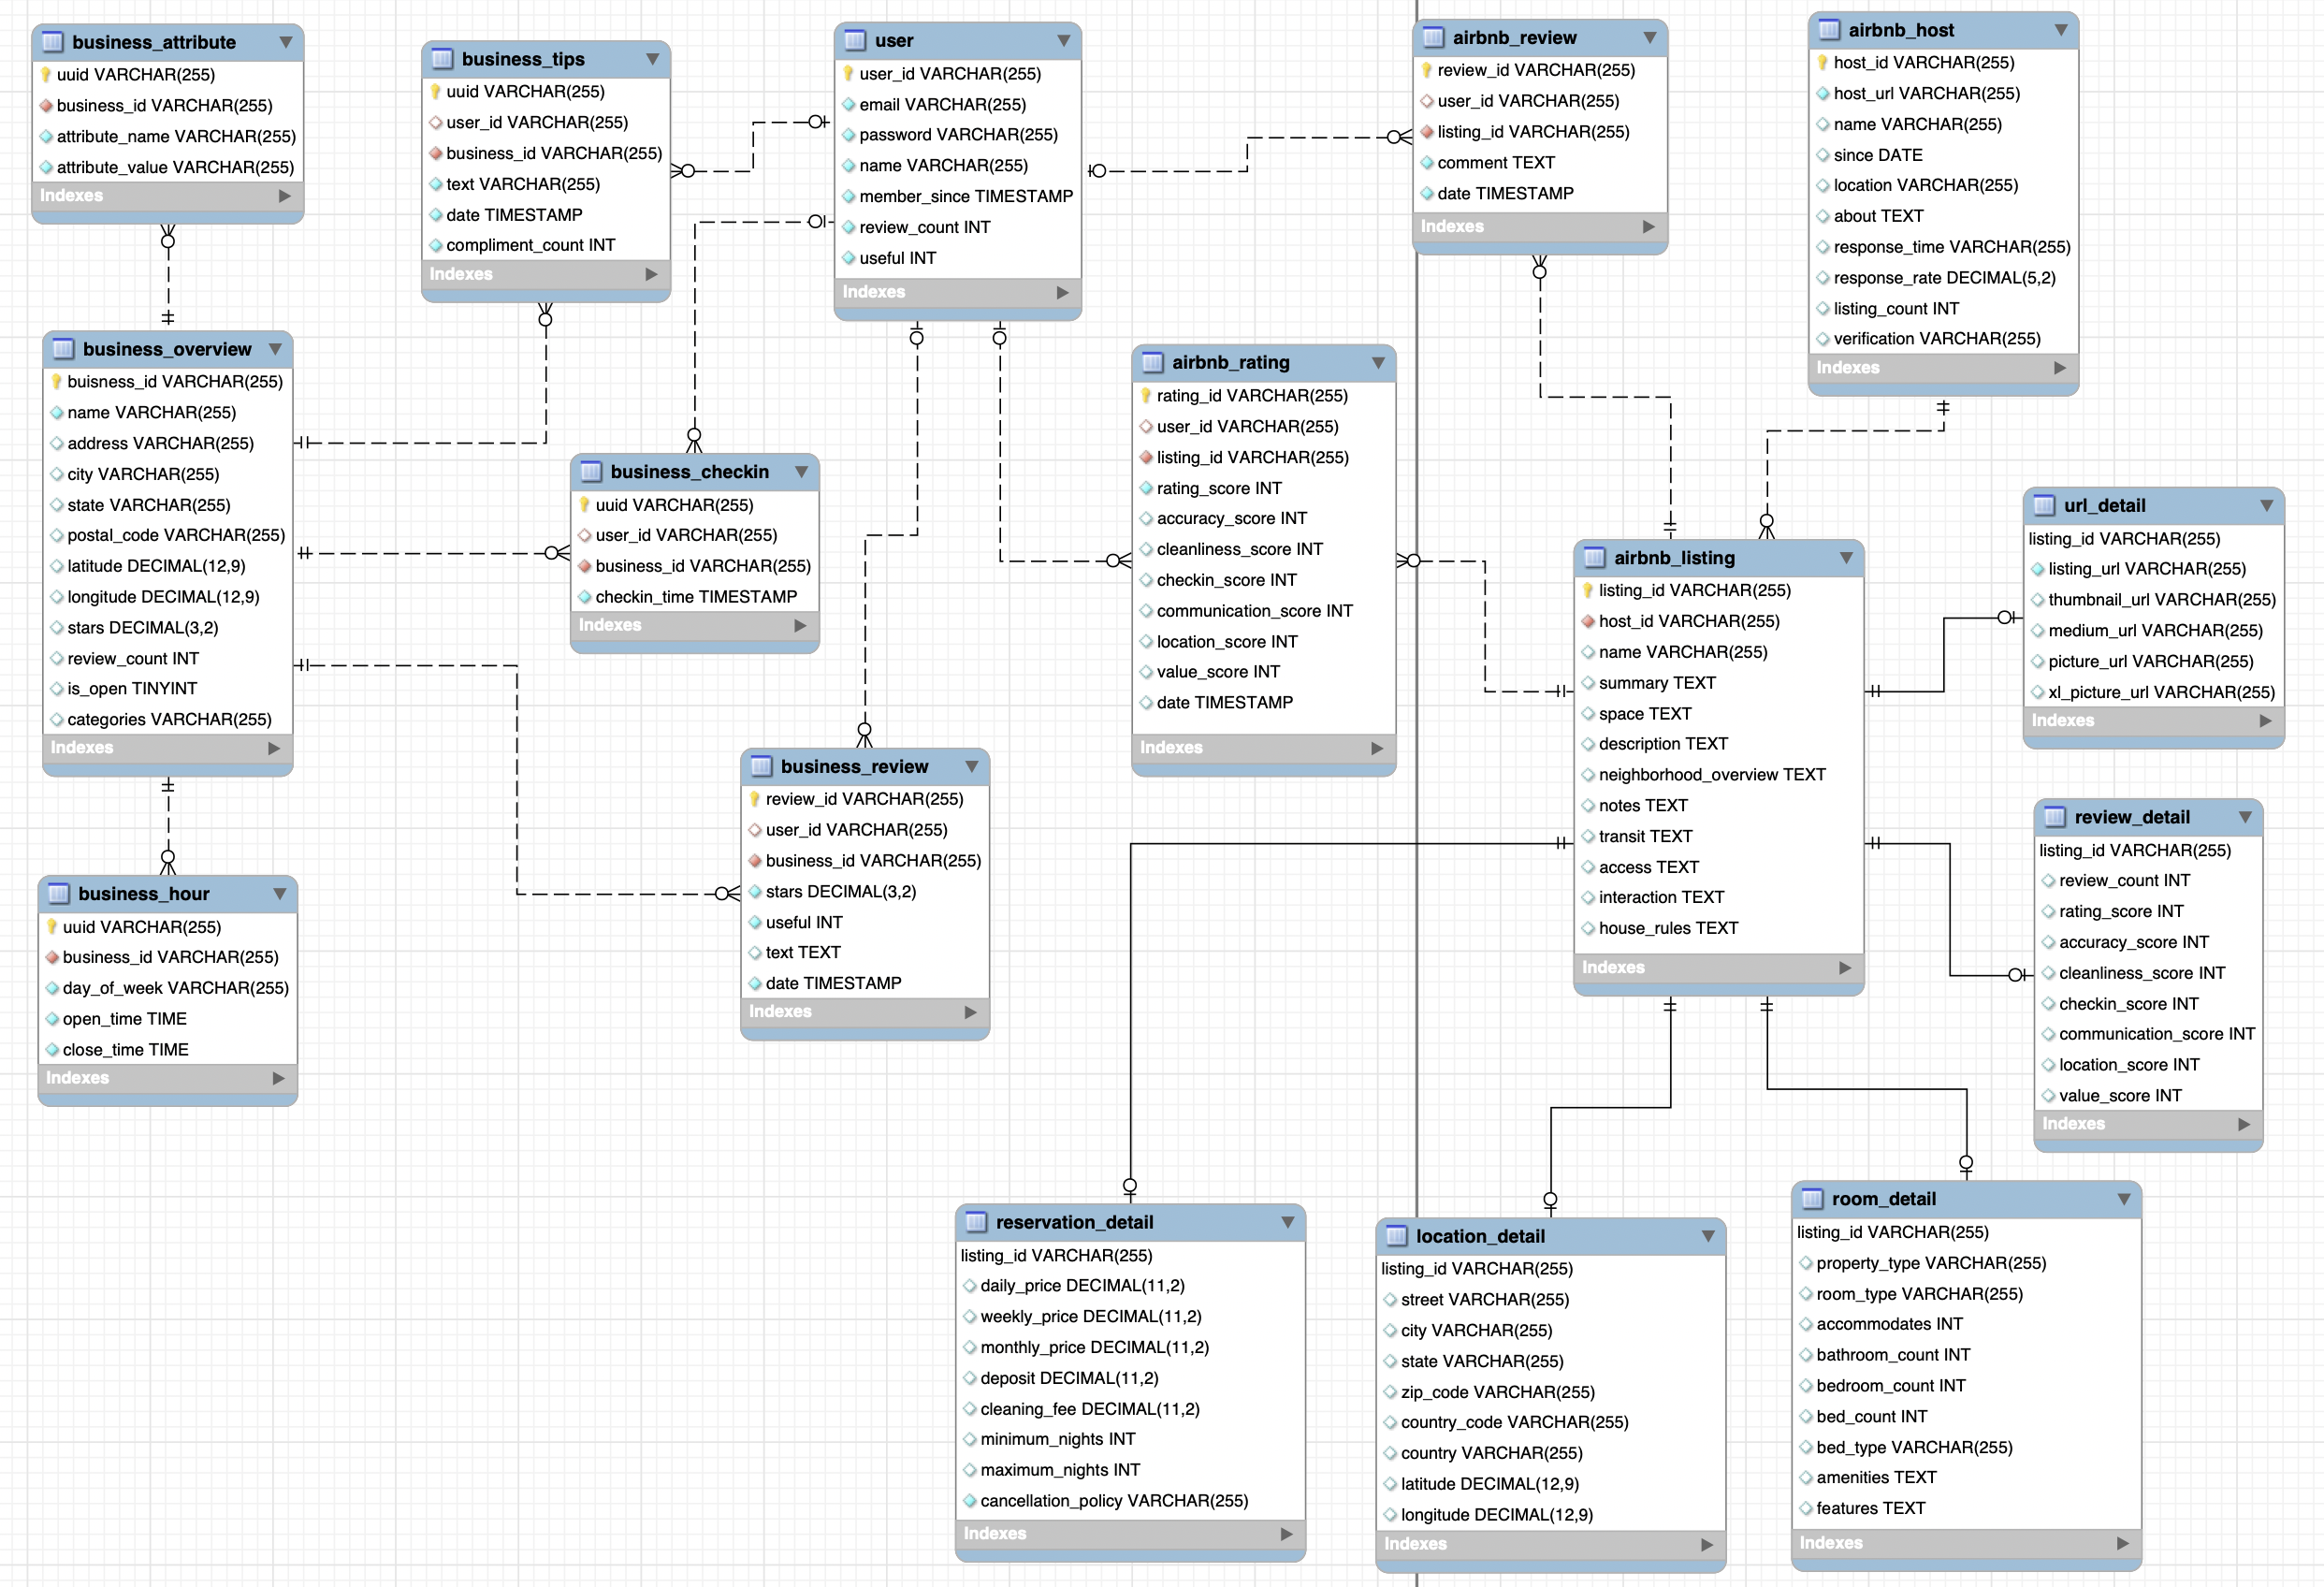 business_attribute
uuid VARCHAR(255)
business_id VARCHAR(255)
attribute_name VARCHAR(255)
attribute_value VARCHAR(255)
Indexes
business_tips
uuid VARCHAR(255)
user_id VARCHAR(255)
business_id VARCHAR(255)
text VARCHAR(255)
date TIMESTAMP
compliment_count INT
Indexes
user
user_id VARCHAR(255)
email VARCHAR(255)
password VARCHAR(255)
name VARCHAR(255)
member_since TIMESTAMP
review_count INT
useful INT
Indexes
airbnb_review
review_id VARCHAR(255)
user_id VARCHAR(255)
listing_id VARCHAR(255)
comment TEXT
date TIMESTAMP
Indexes
airbnb_host
host_id VARCHAR(255)
host_url VARCHAR(255)
name VARCHAR(255)
since DATE
location VARCHAR(255)
about TEXT
response_time VARCHAR(255)
response_rate DECIMAL(5,2)
listing_count INT
verification VARCHAR(255)
Indexes
business_overview
buisness_id VARCHAR(255)
name VARCHAR(255)
address VARCHAR(255)
city VARCHAR(255)
state VARCHAR(255)
postal_code VARCHAR(255)
latitude DECIMAL(12,9)
longitude DECIMAL(12,9)
stars DECIMAL(3,2)
review_count INT
is_open TINYINT
categories VARCHAR(255)
Indexes
business_checkin
uuid VARCHAR(255)
user_id VARCHAR(255)
business_id VARCHAR(255)
checkin_time TIMESTAMP
Indexes
airbnb_rating
rating_id VARCHAR(255)
user_id VARCHAR(255)
listing_id VARCHAR(255)
rating_score INT
accuracy_score INT
cleanliness_score INT
checkin_score INT
communication_score INT
location_score INT
value_score INT
date TIMESTAMP
Indexes
airbnb_listing
listing_id VARCHAR(255)
host_id VARCHAR(255)
name VARCHAR(255)
summary TEXT
space TEXT
description TEXT
neighborhood_overview TEXT
notes TEXT
transit TEXT
access TEXT
interaction TEXT
house_rules TEXT
Indexes
url_detail
listing_id VARCHAR(255)
listing_url VARCHAR(255)
thumbnail_url VARCHAR(255)
medium_url VARCHAR(255)
picture_url VARCHAR(255)
xl_picture_url VARCHAR(255)
Indexes
business_hour
uuid VARCHAR(255)
business_id VARCHAR(255)
day_of_week VARCHAR(255)
open_time TIME
close_time TIME
Indexes
business_review
review_id VARCHAR(255)
user_id VARCHAR(255)
business_id VARCHAR(255)
stars DECIMAL(3,2)
useful INT
text TEXT
date TIMESTAMP
Indexes
review_detail
listing_id VARCHAR(255)
review_count INT
rating_score INT
accuracy_score INT
cleanliness_score INT
checkin_score INT
communication_score INT
location_score INT
value_score INT
Indexes
reservation_detail
listing_id VARCHAR(255)
daily_price DECIMAL(11,2)
weekly_price DECIMAL(11,2)
monthly_price DECIMAL(11,2)
deposit DECIMAL(11,2)
cleaning_fee DECIMAL(11,2)
minimum_nights INT
maximum_nights INT
cancellation_policy VARCHAR(255)
Indexes
location_detail
listing_id VARCHAR(255)
street VARCHAR(255)
city VARCHAR(255)
state VARCHAR(255)
zip_code VARCHAR(255)
country_code VARCHAR(255)
country VARCHAR(255)
latitude DECIMAL(12,9)
longitude DECIMAL(12,9)
Indexes
room_detail
listing_id VARCHAR(255)
property_type VARCHAR(255)
room_type VARCHAR(255)
accommodates INT
bathroom_count INT
bedroom_count INT
bed_count INT
bed_type VARCHAR(255)
amenities TEXT
features TEXT
Indexes